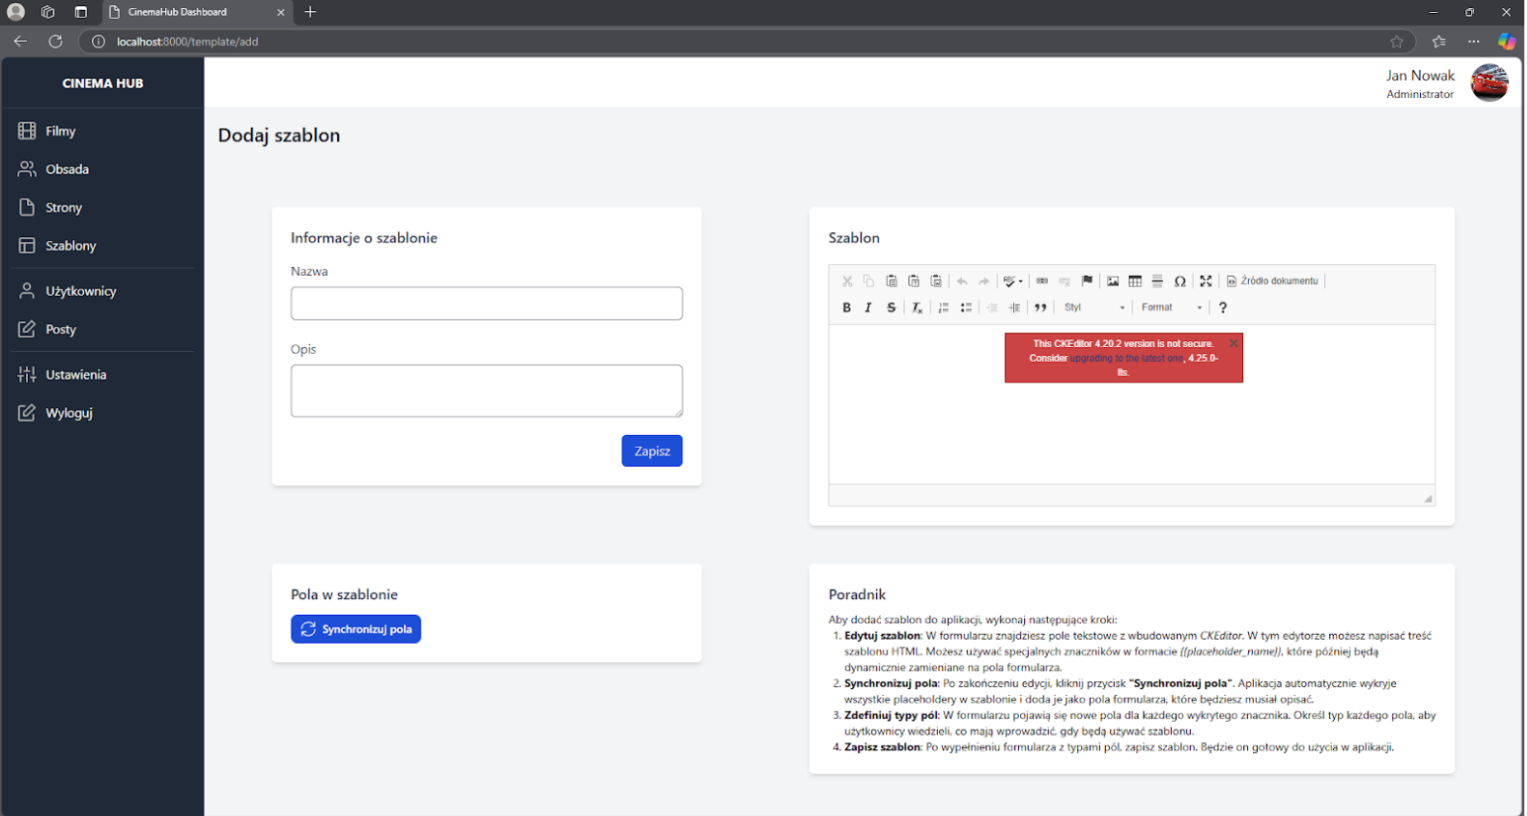 CinemaHub Dashboard
localhost:8000/template/add
CINEMA HUB
Jan Nowak
Administrator
Filmy
Obsada
Strony
Szablony
Użytkownicy
Posty
Ustawienia
Wyloguj
Dodaj szablon
Informacje o szablonie
Nazwa
Opis
Zapisz
Szablon
Źródło dokumentu
B I S Styl Format ?
This CKEditor 4.20.2 version is not secure.
Consider upgrading to the latest one, 4.25.0-
lts.
Pola w szablonie
Synchronizuj pola
Poradnik
Aby dodać szablon do aplikacji, wykonaj następujące kroki:
1. Edytuj szablon: W formularzu znajdziesz pole tekstowe z wbudowanym CKEditor. W tym edytorze możesz napisać treść
szablonu HTML. Możesz używać specjalnych znaczników w formacie {{placeholder_name}}, które później będą
dynamicznie zamieniane na pola formularza.
2. Synchronizuj pola: Po zakończeniu edycji, kliknij przycisk "Synchronizuj pola". Aplikacja automatycznie wykryje
wszystkie placeholdery w szablonie i doda je jako pola formularza, które będziesz musiał opisać.
3. Zdefiniuj typy pól: W formularzu pojawią się nowe pola dla każdego wykrytego znacznika. Określ typ każdego pola, aby
użytkownicy wiedzieli, co mają wprowadzić, gdy będą używać szablonu.
4. Zapisz szablon: Po wypełnieniu formularza z typami pól, zapisz szablon. Będzie on gotowy do użycia w aplikacji.